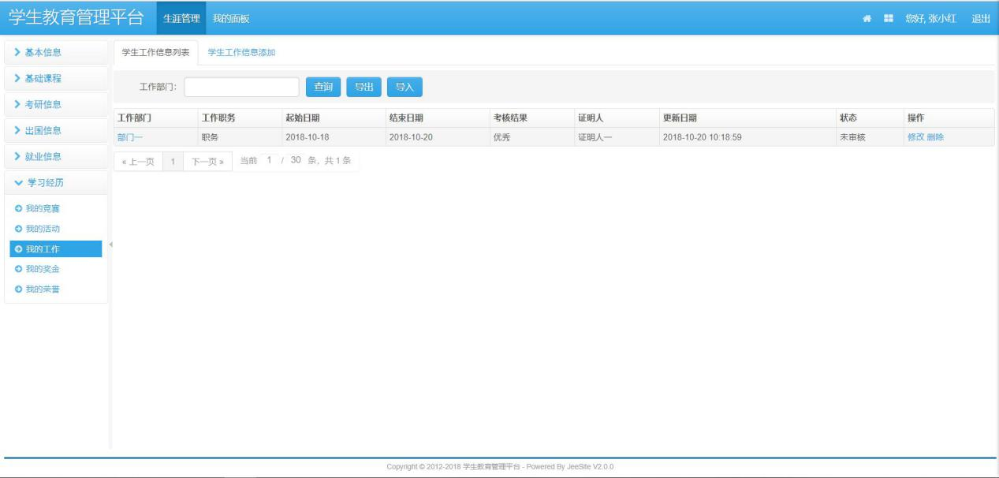 学生教育管理平台 生涯管理 我的面板 您好, 张小红 退出
基本信息
基础课程
考研信息
出国信息
就业信息
学习经历
我的竞赛
我的活动
我的工作
我的奖金
我的荣誉
学生工作信息列表 学生工作信息添加
工作部门: 查询 导出 导入
工作部门 工作职务 起始日期 结束日期 考核结果 证明人 更新日期 状态 操作
部门一 职务 2018-10-18 2018-10-20 优秀 证明人一 2018-10-20 10:18:59 未审核 修改 删除
« 上一页 1 下一页 » 当前 1 / 30 条, 共 1 条
Copyright © 2012-2018 学生教育管理平台 - Powered By JeeSite V2.0.0